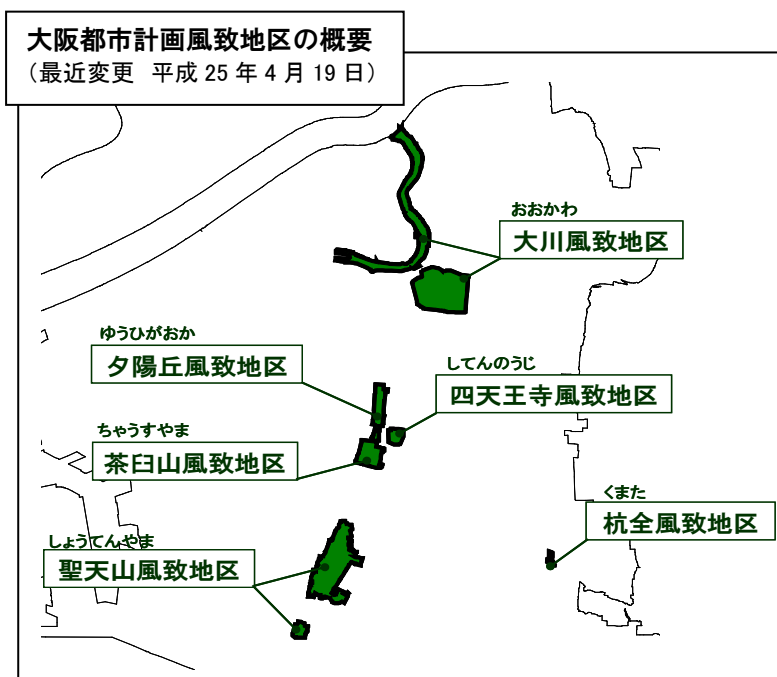 大阪都市計画風致地区の概要
（最近変更 平成25年4月19日）
おおかわ
大川風致地区
ゆうひがおか
夕陽丘風致地区
してんのうじ
四天王寺風致地区
ちゃうすやま
茶臼山風致地区
くまた
杭全風致地区
しょうてんやま
聖天山風致地区